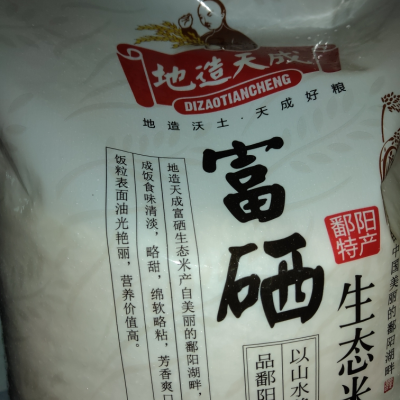 地造天成
DIZAOTIANCHENG
地造沃土·天成好粮
富硒
鄱阳
特产
生态米
中国美丽的鄱阳湖畔
以山水
品鄱阳
地造天成富硒生态米产自美丽的鄱阳湖畔，
成饭食味清淡，略甜，绵软略粘，芳香爽口
饭粒表面油光艳丽，营养价值高。